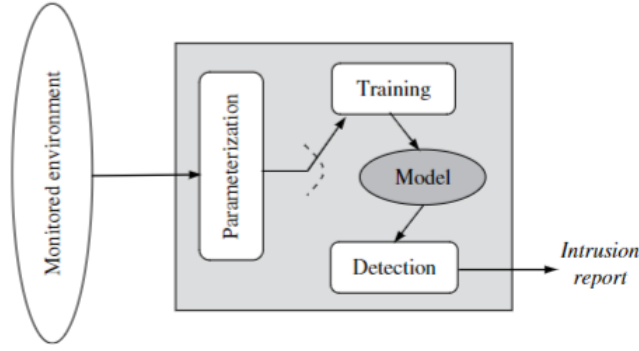 Monitored environment
Parameterization
Training
Model
Detection
Intrusion
report